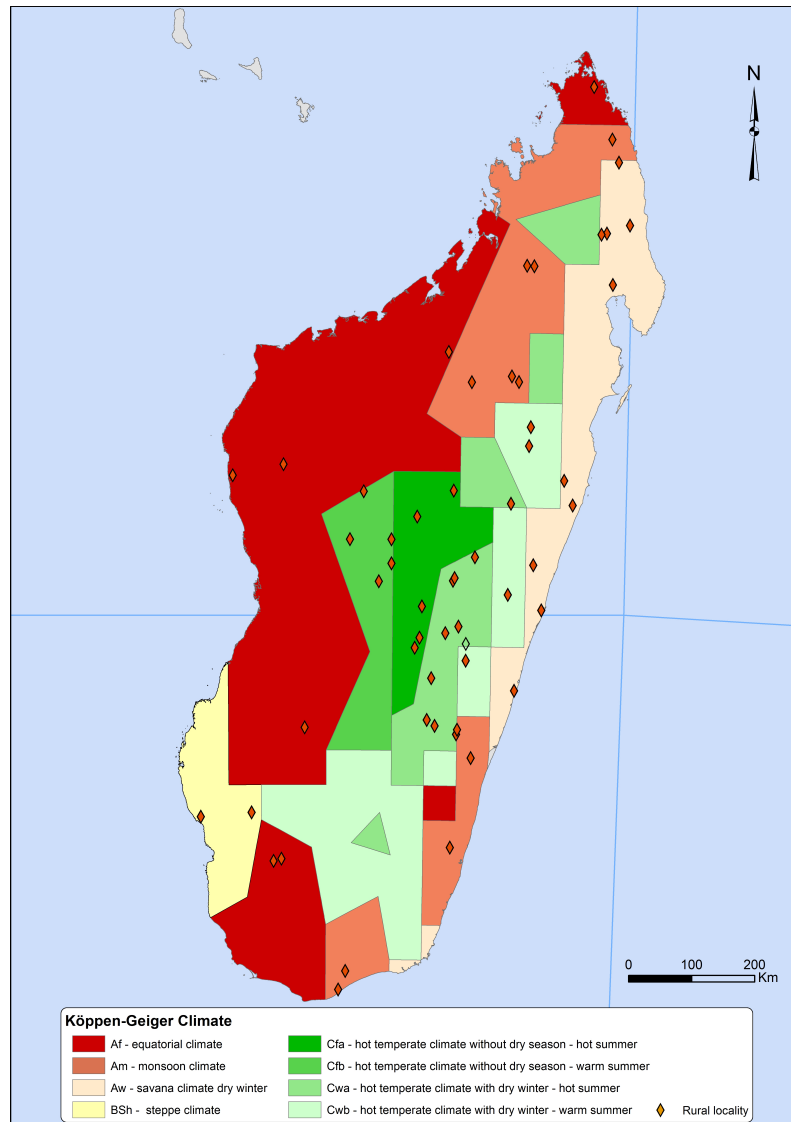 N
0 100 200
Km
Köppen-Geiger Climate
Af - equatorial climate
Am - monsoon climate
Aw - savana climate dry winter
BSh - steppe climate
Cfa - hot temperate climate without dry season - hot summer
Cfb - hot temperate climate without dry season - warm summer
Cwa - hot temperate climate with dry winter - hot summer
Cwb - hot temperate climate with dry winter - warm summer
Rural locality